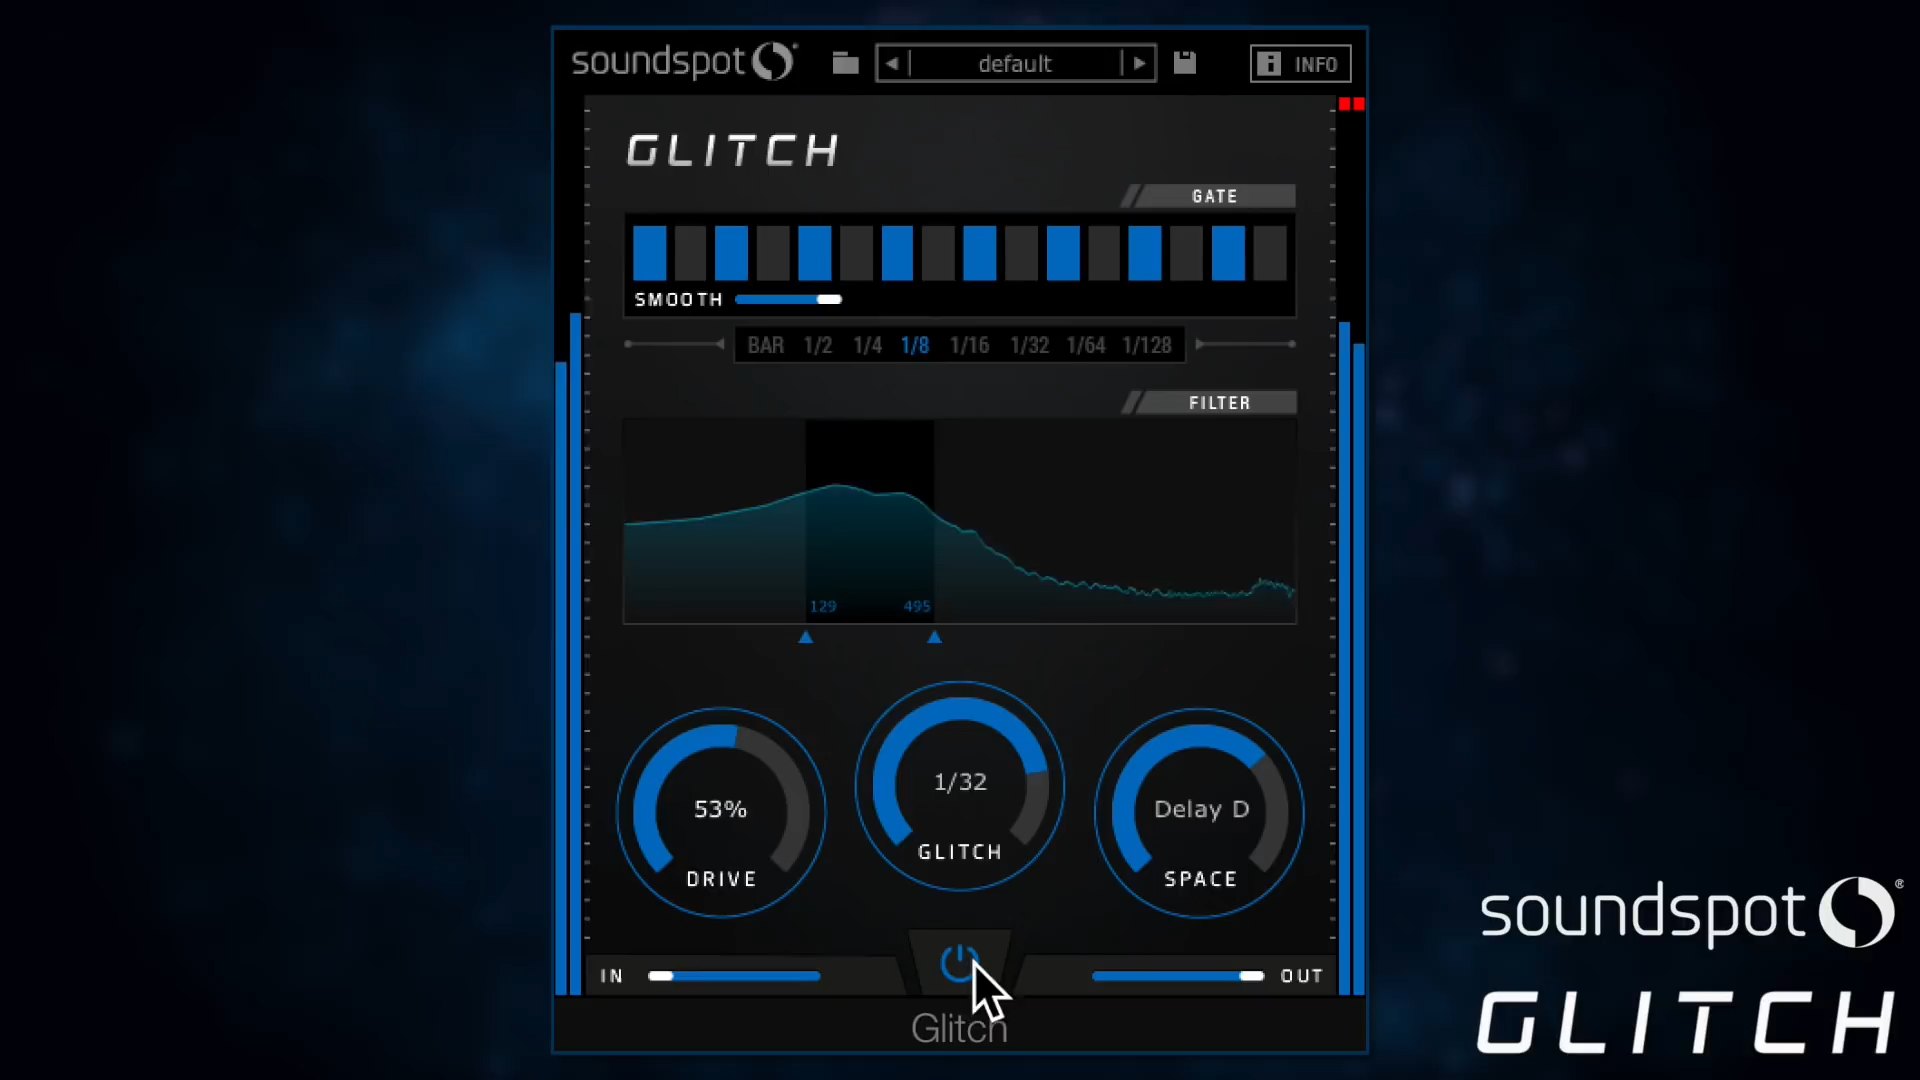 soundspot
default
INFO
GLITCH
GATE
SMOOTH
BAR 1/2 1/4 1/8 1/16 1/32 1/64 1/128
FILTER
129 495
53%
DRIVE
1/32
GLITCH
Delay D
SPACE
IN
OUT
Glitch
soundspot®
GLITCH